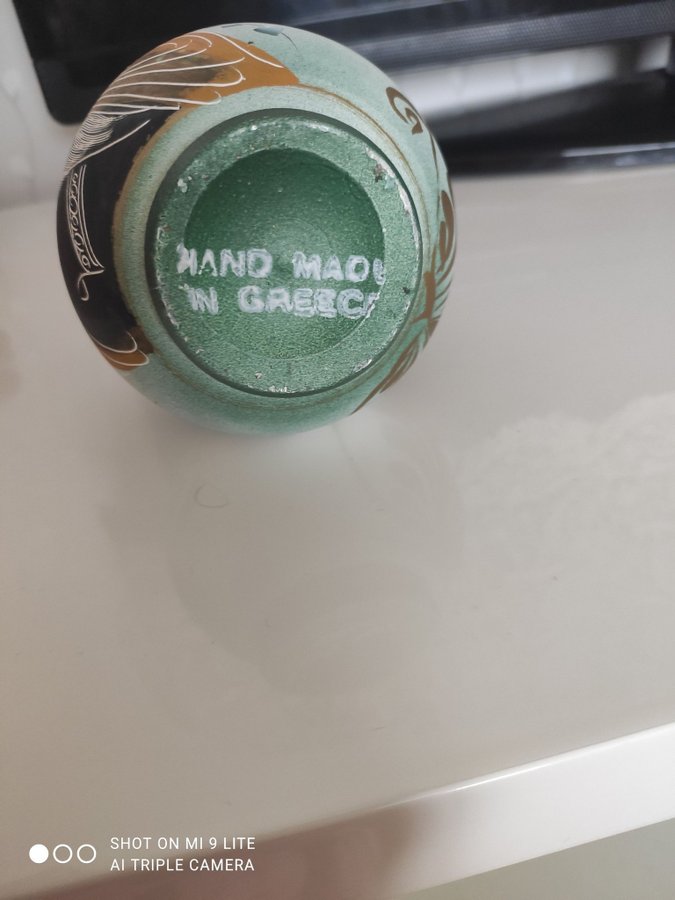 HAND MADE
IN GREECE
SHOT ON MI 9 LITE
AI TRIPLE CAMERA